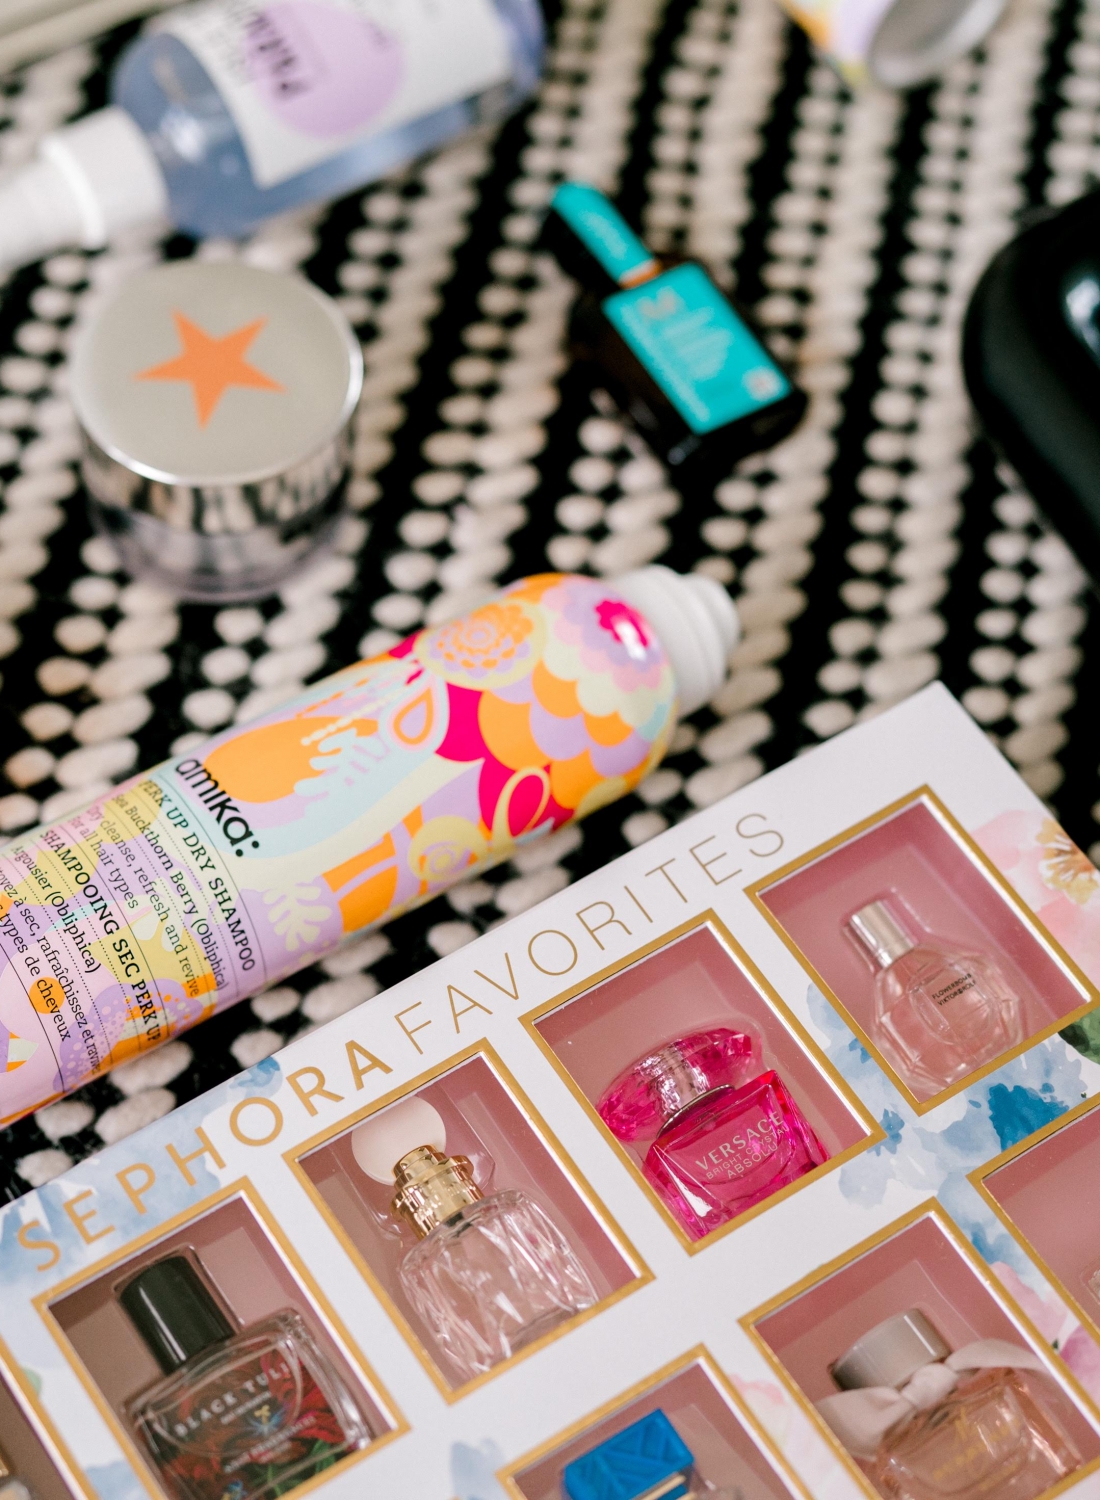 amika:
PERK UP DRY SHAMPOO
Sea Buckthorn Berry (Obliphica)
Dry cleanse, refresh and revive
for all hair types
SHAMPOOING SEC PERK UP
Argousier (Obliphica)
à sec, rafraîchissez et
types de cheveux
SEPHORA FAVORITES
FLOWERBOMB
VIKTOR&ROLF
VERSACE
BRIGHT CRYSTAL
ABSOLU
BLACK TULI